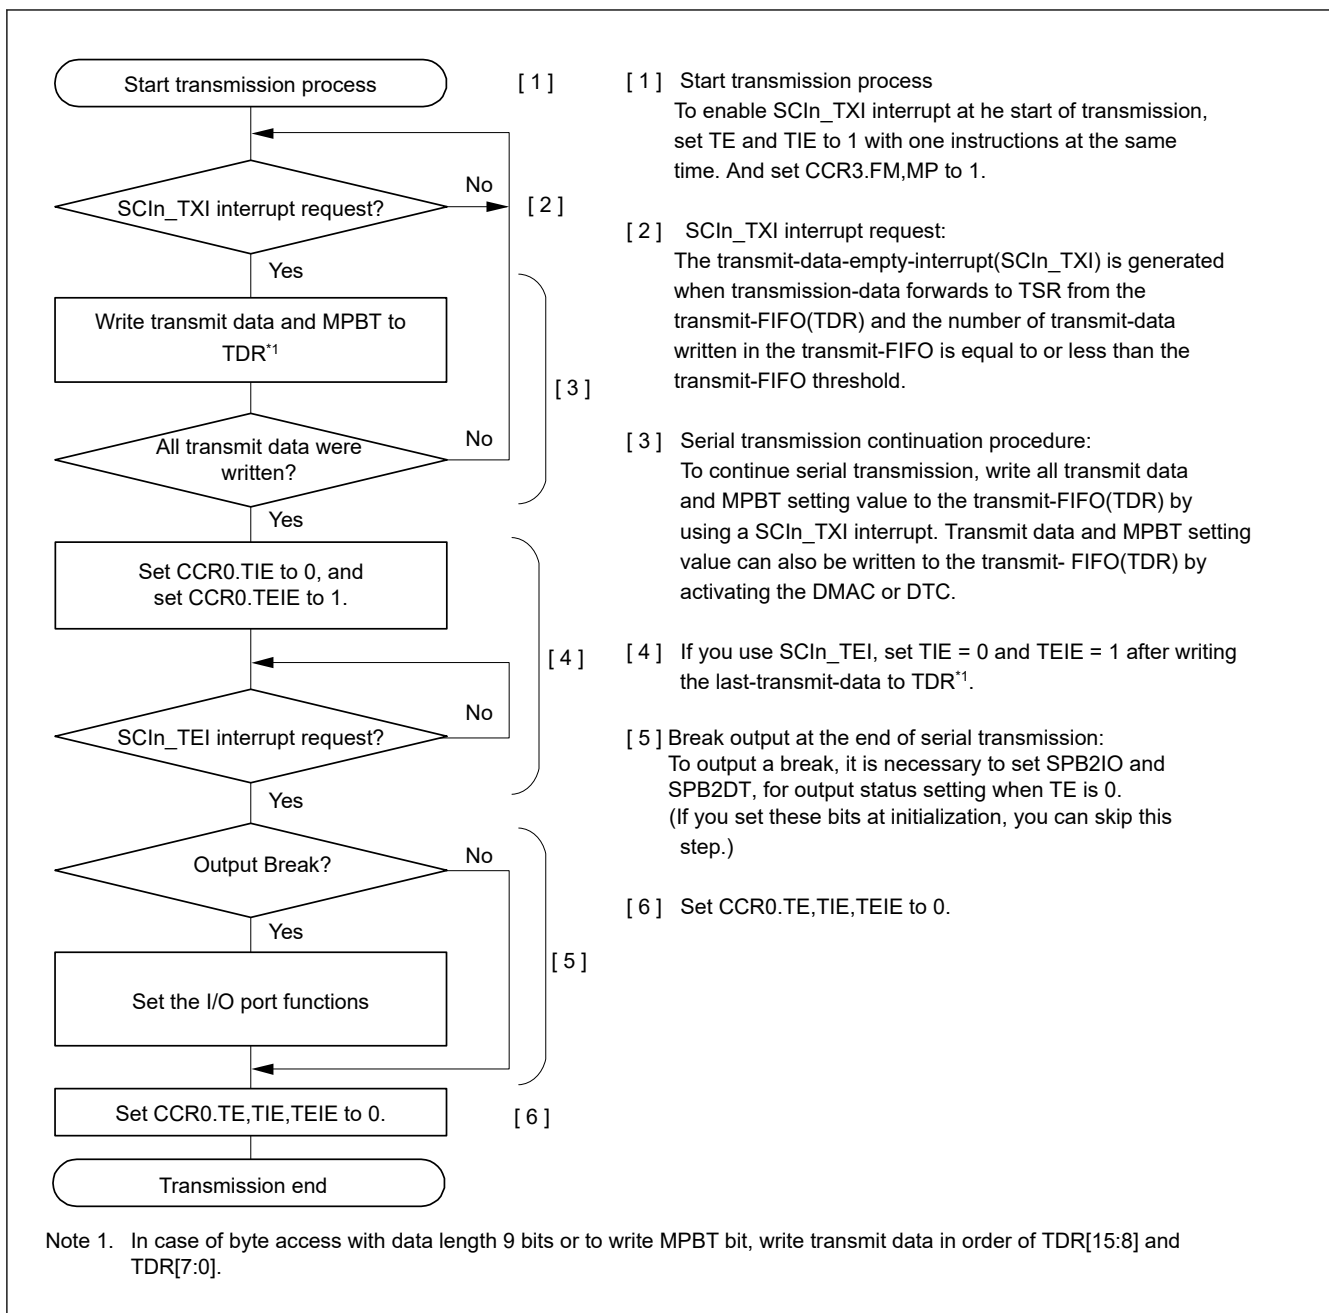 Start transmission process
[ 1 ]
SCIn_TXI interrupt request?
No
[ 2 ]
Yes
Write transmit data and MPBT to
TDR*1
[ 3 ]
All transmit data were
written?
No
Yes
Set CCR0.TIE to 0, and
set CCR0.TEIE to 1.
[ 4 ]
SCIn_TEI interrupt request?
No
Yes
Output Break?
No
Yes
[ 5 ]
Set the I/O port functions
Set CCR0.TE,TIE,TEIE to 0.
[ 6 ]
Transmission end
[ 1 ] Start transmission process
To enable SCIn_TXI interrupt at he start of transmission,
set TE and TIE to 1 with one instructions at the same
time. And set CCR3.FM,MP to 1.
[ 2 ] SCIn_TXI interrupt request:
The transmit-data-empty-interrupt(SCIn_TXI) is generated
when transmission-data forwards to TSR from the
transmit-FIFO(TDR) and the number of transmit-data
written in the transmit-FIFO is equal to or less than the
transmit-FIFO threshold.
[ 3 ] Serial transmission continuation procedure:
To continue serial transmission, write all transmit data
and MPBT setting value to the transmit-FIFO(TDR) by
using a SCIn_TXI interrupt. Transmit data and MPBT setting
value can also be written to the transmit- FIFO(TDR) by
activating the DMAC or DTC.
[ 4 ] If you use SCIn_TEI, set TIE = 0 and TEIE = 1 after writing
the last-transmit-data to TDR*1.
[ 5 ] Break output at the end of serial transmission:
To output a break, it is necessary to set SPB2IO and
SPB2DT, for output status setting when TE is 0.
(If you set these bits at initialization, you can skip this
step.)
[ 6 ] Set CCR0.TE,TIE,TEIE to 0.
Note 1. In case of byte access with data length 9 bits or to write MPBT bit, write transmit data in order of TDR[15:8] and
TDR[7:0].